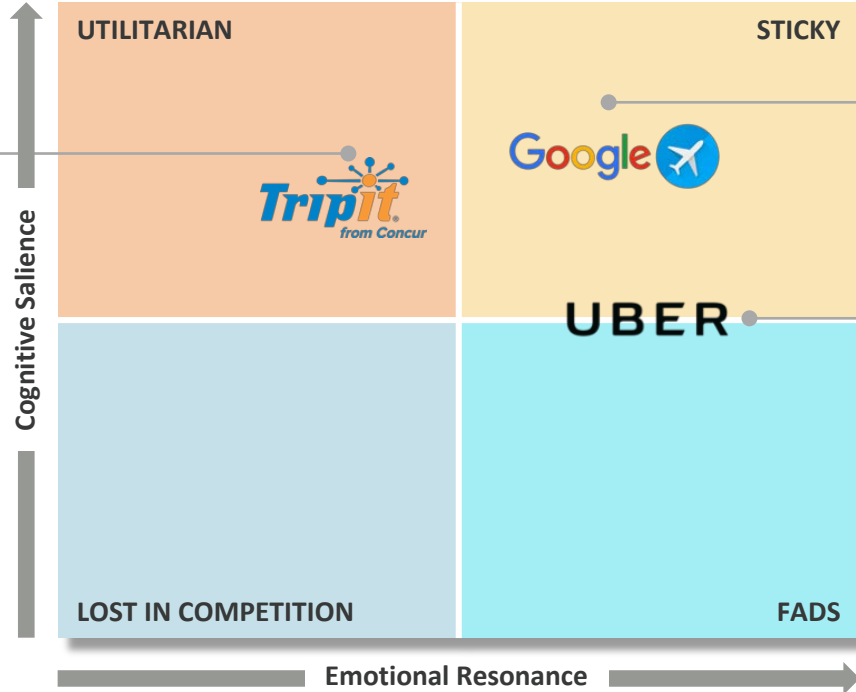 UTILITARIAN
STICKY
Google
Tripit®
from Concur
UBER
Cognitive Salience
LOST IN COMPETITION
FADS
Emotional Resonance